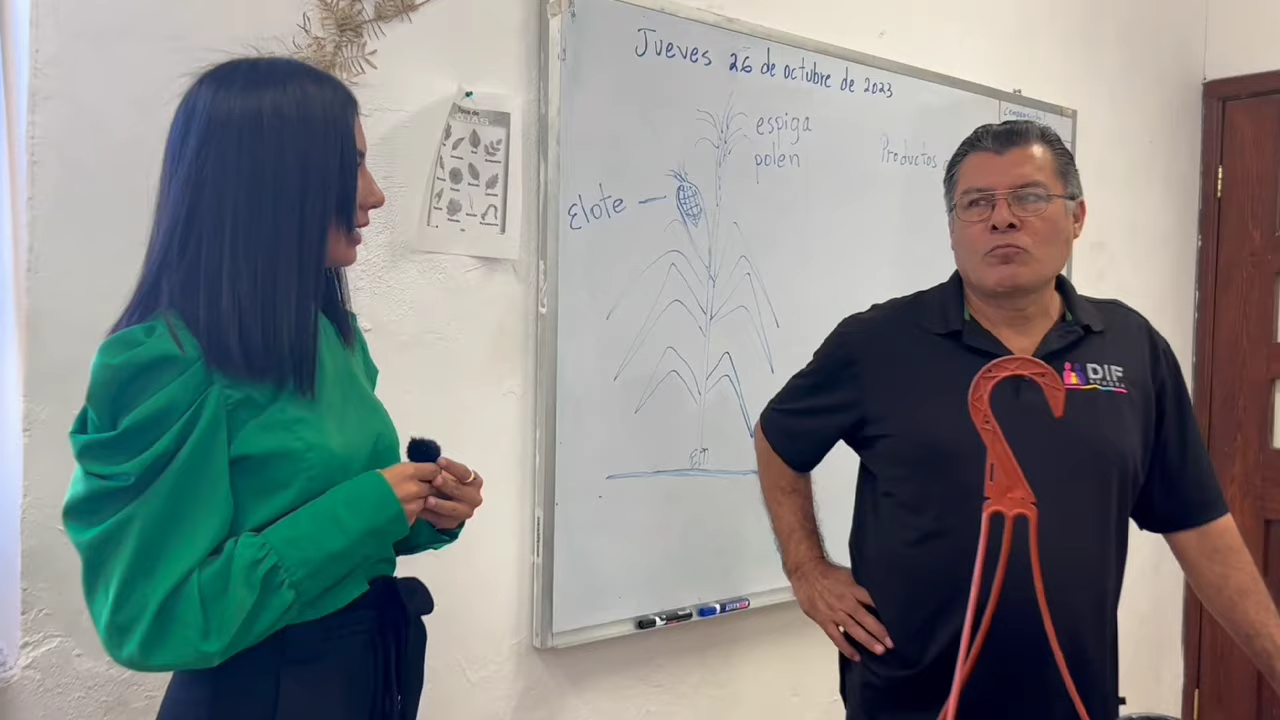 Jueves 26 de octubre de 2023
espiga
polen
Elote
Productos
DIF
SONORA